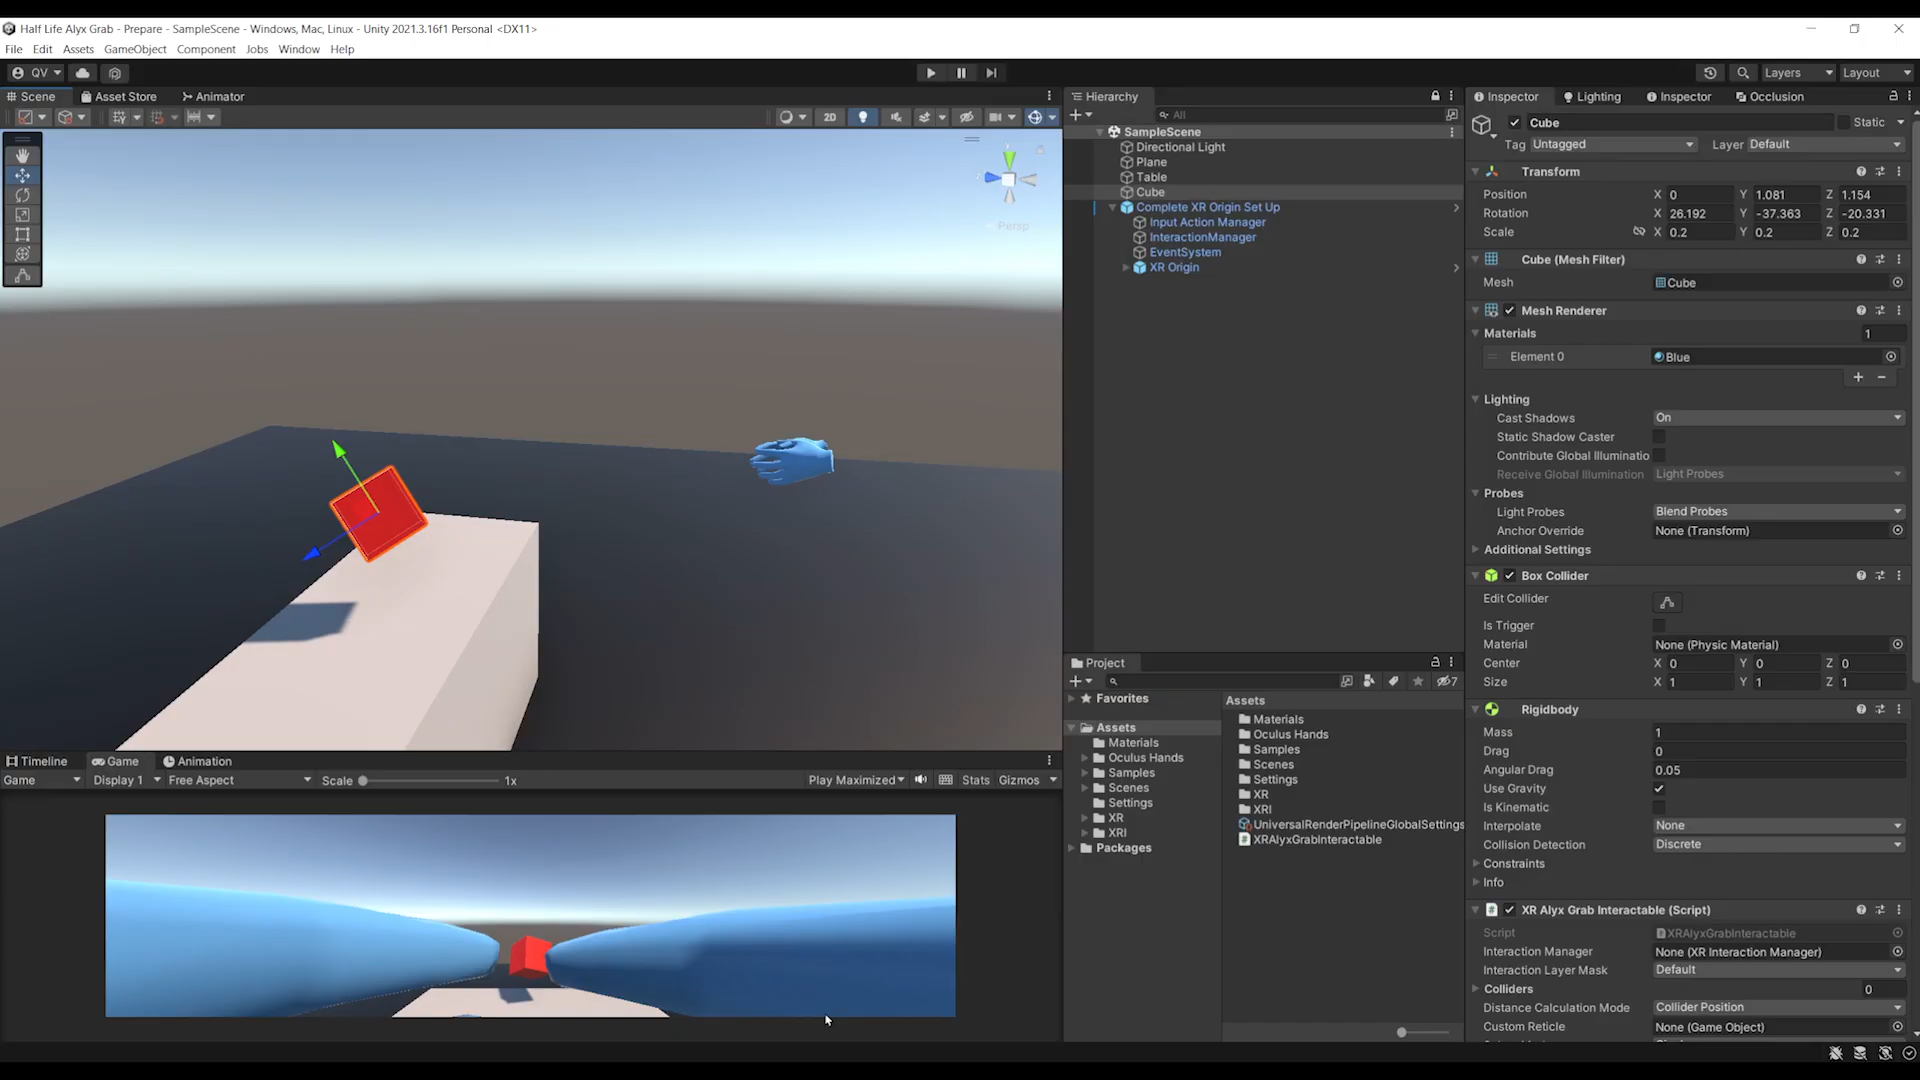 Half Life Alyx Grab - Prepare - SampleScene - Windows, Mac, Linux - Unity 2021.3.16f1 Personal <DX11>
File Edit Assets GameObject Component Jobs Window Help
QV Layers Layout
Scene Asset Store Animator
2D
Persp
Hierarchy
All
SampleScene
Directional Light
Plane
Table
Cube
Complete XR Origin Set Up
Input Action Manager
InteractionManager
EventSystem
XR Origin
Timeline Game Animation
Game Display 1 Free Aspect Scale 1x Play Maximized Stats Gizmos
Project
7
Favorites
Assets
Materials
Oculus Hands
Samples
Scenes
Settings
XR
XRI
Packages
Assets
Materials
Oculus Hands
Samples
Scenes
Settings
XR
XRI
UniversalRenderPipelineGlobalSettings
XRAlyxGrabInteractable
Inspector Lighting Inspector Occlusion
Cube Static
Tag Untagged Layer Default
Transform
Position X 0 Y 1.081 Z 1.154
Rotation X 26.192 Y -37.363 Z -20.331
Scale X 0.2 Y 0.2 Z 0.2
Cube (Mesh Filter)
Mesh Cube
Mesh Renderer
Materials 1
Element 0 Blue
Lighting
Cast Shadows On
Static Shadow Caster
Contribute Global Illuminatio
Receive Global Illumination Light Probes
Probes
Light Probes Blend Probes
Anchor Override None (Transform)
Additional Settings
Box Collider
Edit Collider
Is Trigger
Material None (Physic Material)
Center X 0 Y 0 Z 0
Size X 1 Y 1 Z 1
Rigidbody
Mass 1
Drag 0
Angular Drag 0.05
Use Gravity
Is Kinematic
Interpolate None
Collision Detection Discrete
Constraints
Info
XR Alyx Grab Interactable (Script)
Script XRAlyxGrabInteractable
Interaction Manager None (XR Interaction Manager)
Interaction Layer Mask Default
Colliders 0
Distance Calculation Mode Collider Position
Custom Reticle None (Game Object)